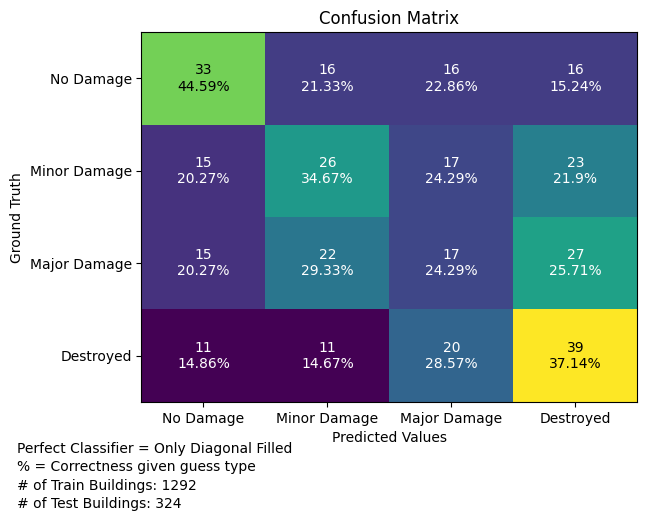 Confusion Matrix
No Damage
33
44.59%
16
21.33%
16
22.86%
16
15.24%
Minor Damage
15
20.27%
26
34.67%
17
24.29%
23
21.9%
Major Damage
15
20.27%
22
29.33%
17
24.29%
27
25.71%
Destroyed
11
14.86%
11
14.67%
20
28.57%
39
37.14%
Ground Truth
No Damage Minor Damage Major Damage Destroyed
Predicted Values
Perfect Classifier = Only Diagonal Filled
% = Correctness given guess type
# of Train Buildings: 1292
# of Test Buildings: 324